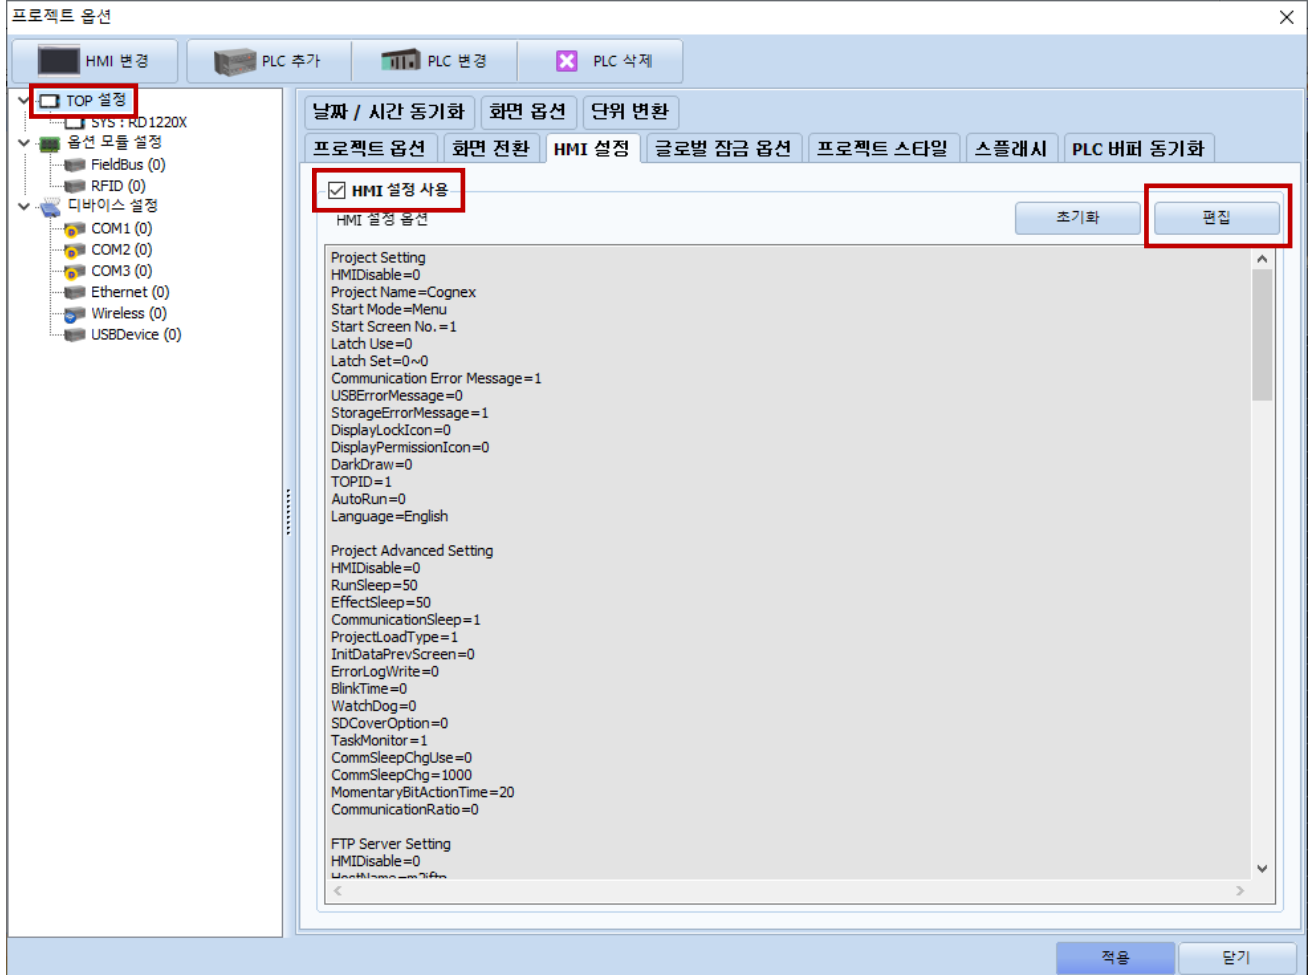 프로젝트 옵션
HMI 변경
PLC 추가
PLC 변경
PLC 삭제
TOP 설정
SYS : RD1220X
옵션 모듈 설정
FieldBus (0)
RFID (0)
디바이스 설정
COM1 (0)
COM2 (0)
COM3 (0)
Ethernet (0)
Wireless (0)
USBDevice (0)
날짜 / 시간 동기화
화면 옵션
단위 변환
프로젝트 옵션
화면 전환
HMI 설정
글로벌 잠금 옵션
프로젝트 스타일
스플래시
PLC 버퍼 동기화
HMI 설정 사용
HMI 설정 옵션
초기화
편집
Project Setting
HMIDisable=0
Project Name=Cognex
Start Mode=Menu
Start Screen No.=1
Latch Use=0
Latch Set=0~0
Communication Error Message=1
USBErrorMessage=0
StorageErrorMessage=1
DisplayLockIcon=0
DisplayPermissionIcon=0
DarkDraw=0
TOPID=1
AutoRun=0
Language=English
Project Advanced Setting
HMIDisable=0
RunSleep=50
EffectSleep=50
CommunicationSleep=1
ProjectLoadType=1
InitDataPrevScreen=0
ErrorLogWrite=0
BlinkTime=0
WatchDog=0
SDCoverOption=0
TaskMonitor=1
CommSleepChgUse=0
CommSleepChg=1000
MomentaryBitActionTime=20
CommunicationRatio=0
FTP Server Setting
HMIDisable=0
HostName=m2iftp
적용
닫기